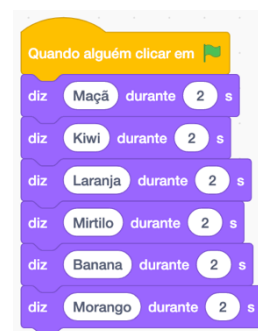 Quando alguém clicar em
diz Maçã durante 2 s
diz Kiwi durante 2 s
diz Laranja durante 2 s
diz Mirtilo durante 2 s
diz Banana durante 2 s
diz Morango durante 2 s